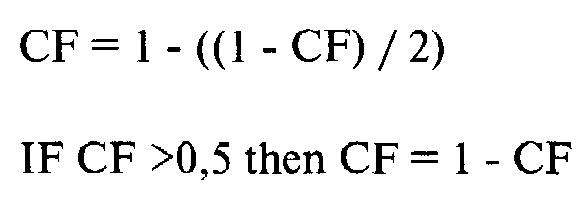 CF = 1 - ((1 - CF) / 2)
IF CF >0,5 then CF = 1 - CF